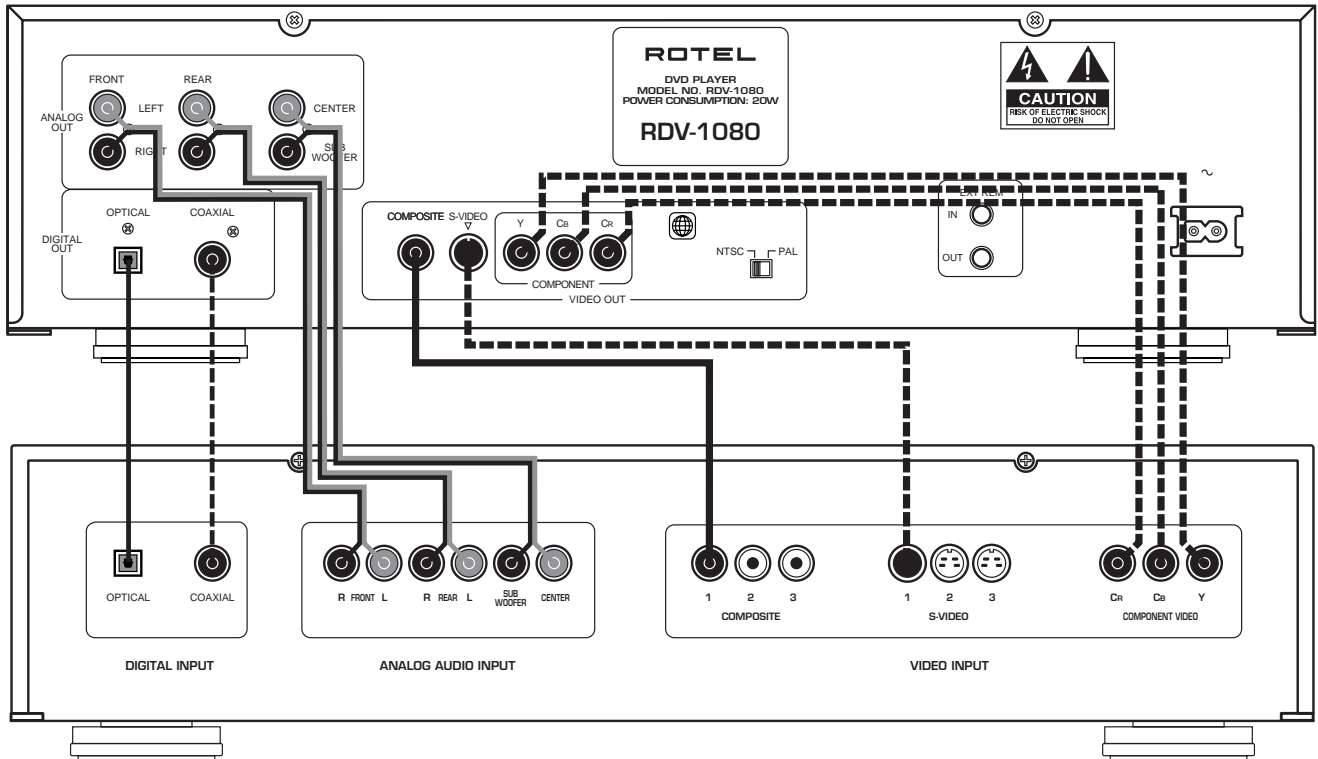 ROTEL
DVD PLAYER
MODEL NO. RDV-1080
POWER CONSUMPTION: 20W
RDV-1080
CAUTION
RISK OF ELECTRIC SHOCK
DO NOT OPEN
FRONT
REAR
LEFT
CENTER
ANALOG
OUT
RIGHT
SUB
WOOFER
OPTICAL
COAXIAL
DIGITAL
OUT
COMPOSITE
S-VIDEO
Y
CB
CR
COMPONENT
VIDEO OUT
NTSC
PAL
EXT REM
IN
OUT
~
OPTICAL
COAXIAL
DIGITAL INPUT
R FRONT L
R REAR L
SUB
WOOFER
CENTER
ANALOG AUDIO INPUT
1 2 3
COMPOSITE
1 2 3
S-VIDEO
CR CB Y
COMPONENT VIDEO
VIDEO INPUT